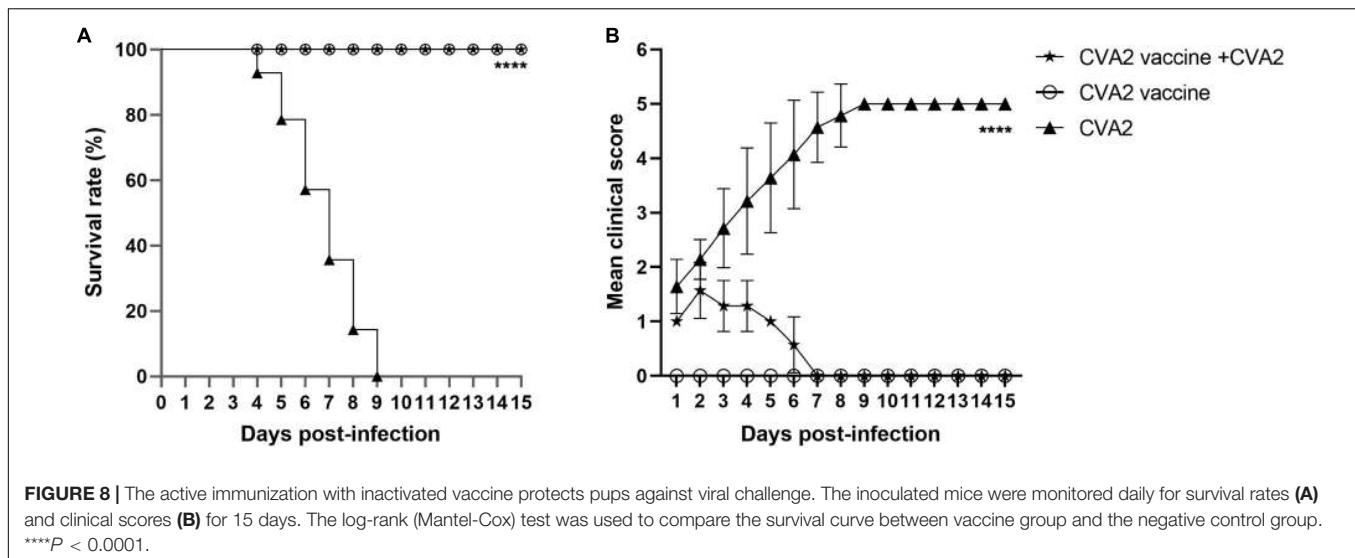 A
100
80
60
40
20
0
Survival rate (%)
****
0 1 2 3 3 4 5 6 7 8 9 10 11 12 13 14 15
Days post-infection
B
6
5
4
3
2
1
0
Mean clinical score
****
1 2 3 4 5 6 7 8 9 10 11 12 13 14 15
Days post-infection
CVA2 vaccine +CVA2
CVA2 vaccine
CVA2
FIGURE 8 | The active immunization with inactivated vaccine protects pups against viral challenge. The inoculated mice were monitored daily for survival rates (A)
and clinical scores (B) for 15 days. The log-rank (Mantel-Cox) test was used to compare the survival curve between vaccine group and the negative control group.
****P < 0.0001.